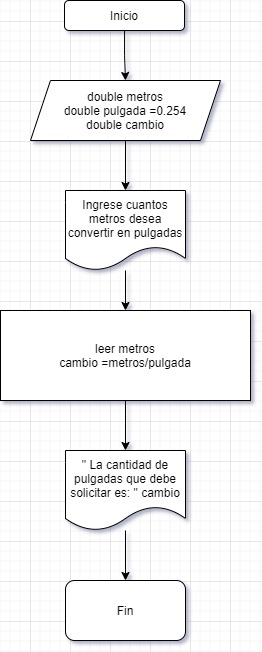 Inicio
double metros
double pulgada =0.254
double cambio
Ingrese cuantos
metros desea
convertir en pulgadas
leer metros
cambio =metros/pulgada
" La cantidad de
pulgadas que debe
solicitar es: " cambio
Fin